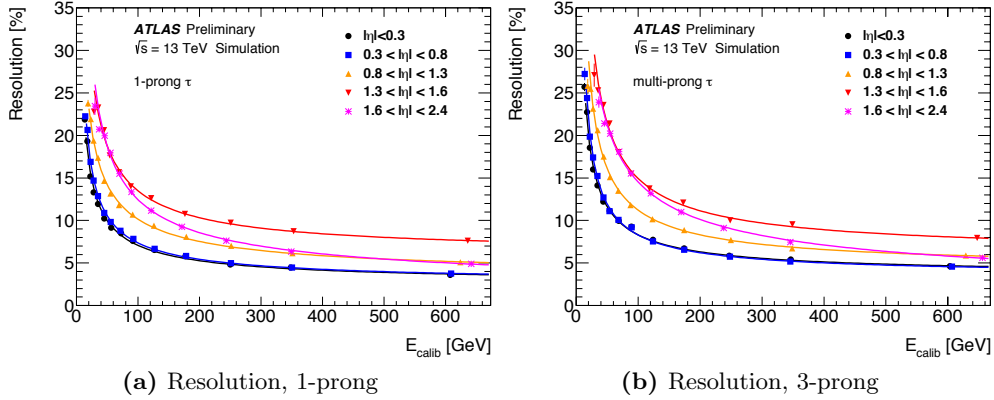 Resolution [%]
35
30
25
20
15
10
5
0
ATLAS Preliminary
√s = 13 TeV Simulation
1-prong τ
|η|<0.3
0.3 < |η| < 0.8
0.8 < |η| < 1.3
1.3 < |η| < 1.6
1.6 < |η| < 2.4
0 100 200 300 400 500 600
E_calib [GeV]
(a) Resolution, 1-prong
Resolution [%]
35
30
25
20
15
10
5
0
ATLAS Preliminary
√s = 13 TeV Simulation
multi-prong τ
|η|<0.3
0.3 < |η| < 0.8
0.8 < |η| < 1.3
1.3 < |η| < 1.6
1.6 < |η| < 2.4
0 100 200 300 400 500 600
E_calib [GeV]
(b) Resolution, 3-prong